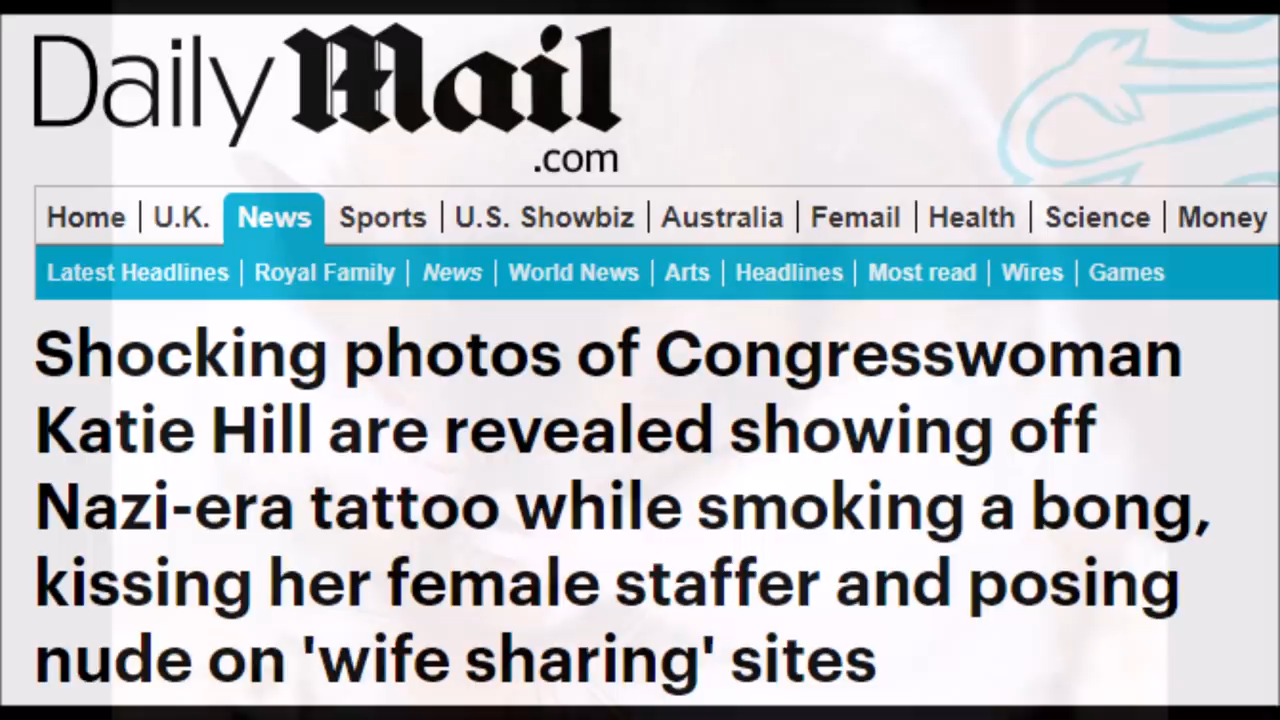 Daily Mail
.com
Home U.K. News Sports U.S. Showbiz Australia Femail Health Science Money
Latest Headlines Royal Family News World News Arts Headlines Most read Wires Games
Shocking photos of Congresswoman
Katie Hill are revealed showing off
Nazi-era tattoo while smoking a bong,
kissing her female staffer and posing
nude on 'wife sharing' sites